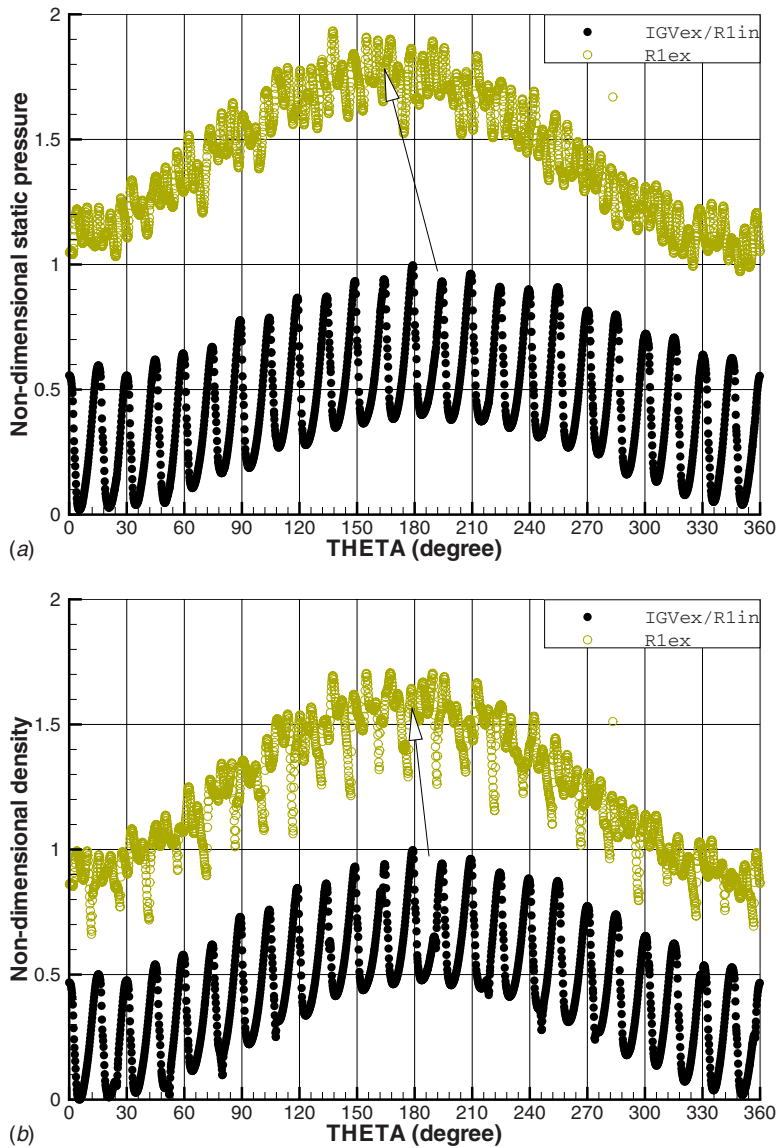 2
IGVex/R1in
R1ex
1.5
1
0.5
0
Non-dimensional static pressure
0 30 60 90 120 150 180 210 240 270 300 330 360
(a) THETA (degree)
2
IGVex/R1in
R1ex
1.5
1
0.5
0
Non-dimensional density
0 30 60 90 120 150 180 210 240 270 300 330 360
(b) THETA (degree)